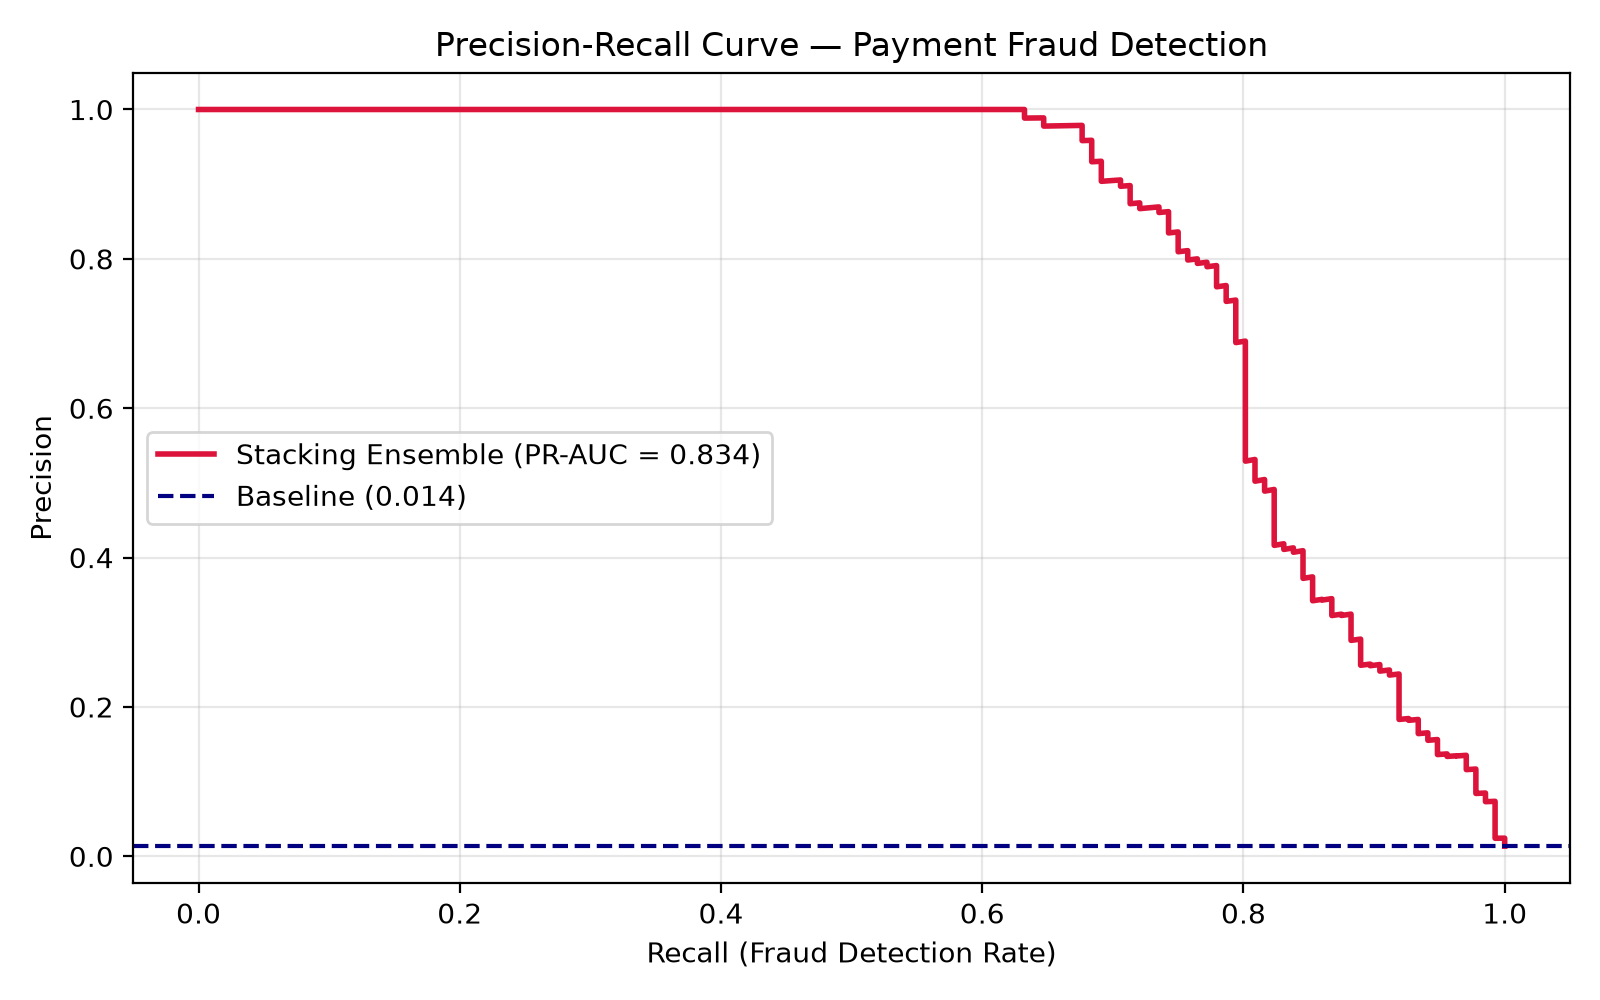 Precision-Recall Curve — Payment Fraud Detection
1.0
0.8
0.6
0.4
0.2
0.0
Precision
Stacking Ensemble (PR-AUC = 0.834)
Baseline (0.014)
0.0 0.2 0.4 0.6 0.8 1.0
Recall (Fraud Detection Rate)